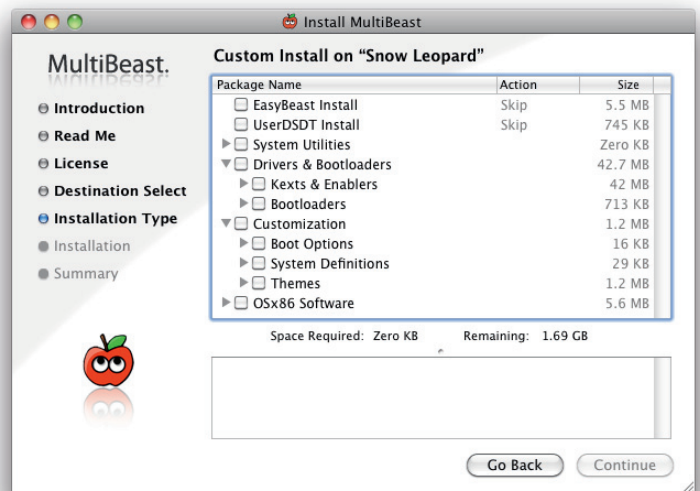 Install MultiBeast
MultiBeast.
Introduction
Read Me
License
Destination Select
Installation Type
Installation
Summary
Custom Install on “Snow Leopard”
Package Name Action Size
EasyBeast Install Skip 5.5 MB
UserDSDT Install Skip 745 KB
System Utilities Zero KB
Drivers & Bootloaders 42.7 MB
Kexts & Enablers 42 MB
Bootloaders 713 KB
Customization 1.2 MB
Boot Options 16 KB
System Definitions 29 KB
Themes 1.2 MB
OSx86 Software 5.6 MB
Space Required: Zero KB Remaining: 1.69 GB
Go Back Continue